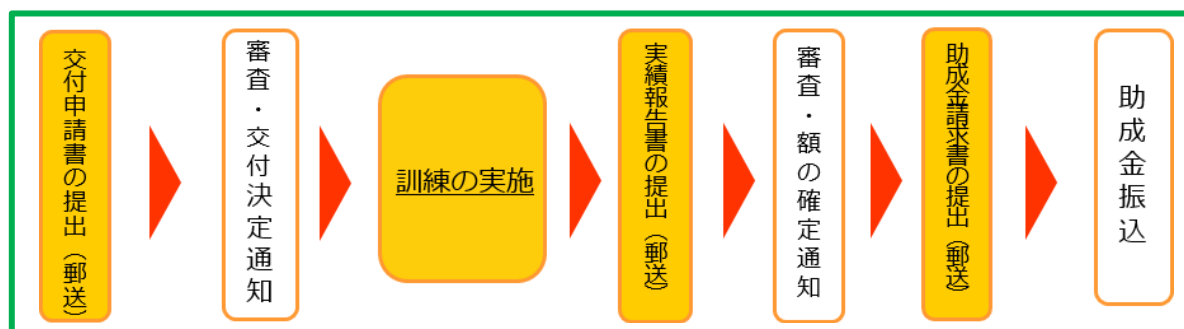 交付申請書の提出（郵送）
審査・交付決定通知
訓練の実施
実績報告書の提出（郵送）
審査・額の確定通知
助成金請求書の提出（郵送）
助成金振込